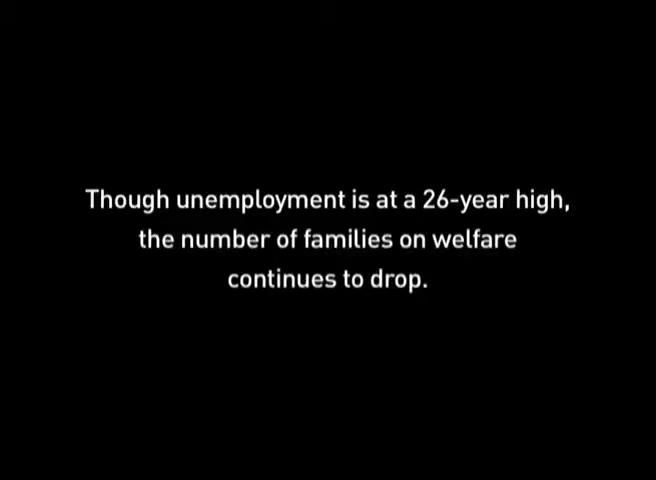 Though unemployment is at a 26-year high,
the number of families on welfare
continues to drop.